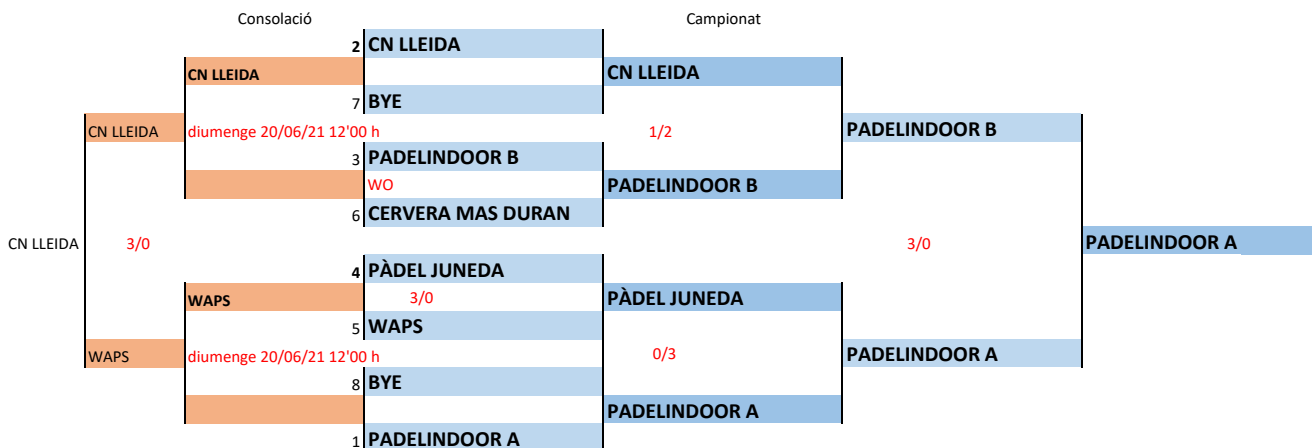 Consolació Campionat
2 CN LLEIDA
CN LLEIDA CN LLEIDA
7 BYE
CN LLEIDA diumenge 20/06/21 12'00 h 1/2 PADELINDOOR B
3 PADELINDOOR B
WO PADELINDOOR B
6 CERVERA MAS DURAN
CN LLEIDA 3/0 3/0 PADELINDOOR A
4 PÀDEL JUNEDA
WAPS 3/0 PÀDEL JUNEDA
5 WAPS
WAPS diumenge 20/06/21 12'00 h 0/3 PADELINDOOR A
8 BYE
PADELINDOOR A
1 PADELINDOOR A